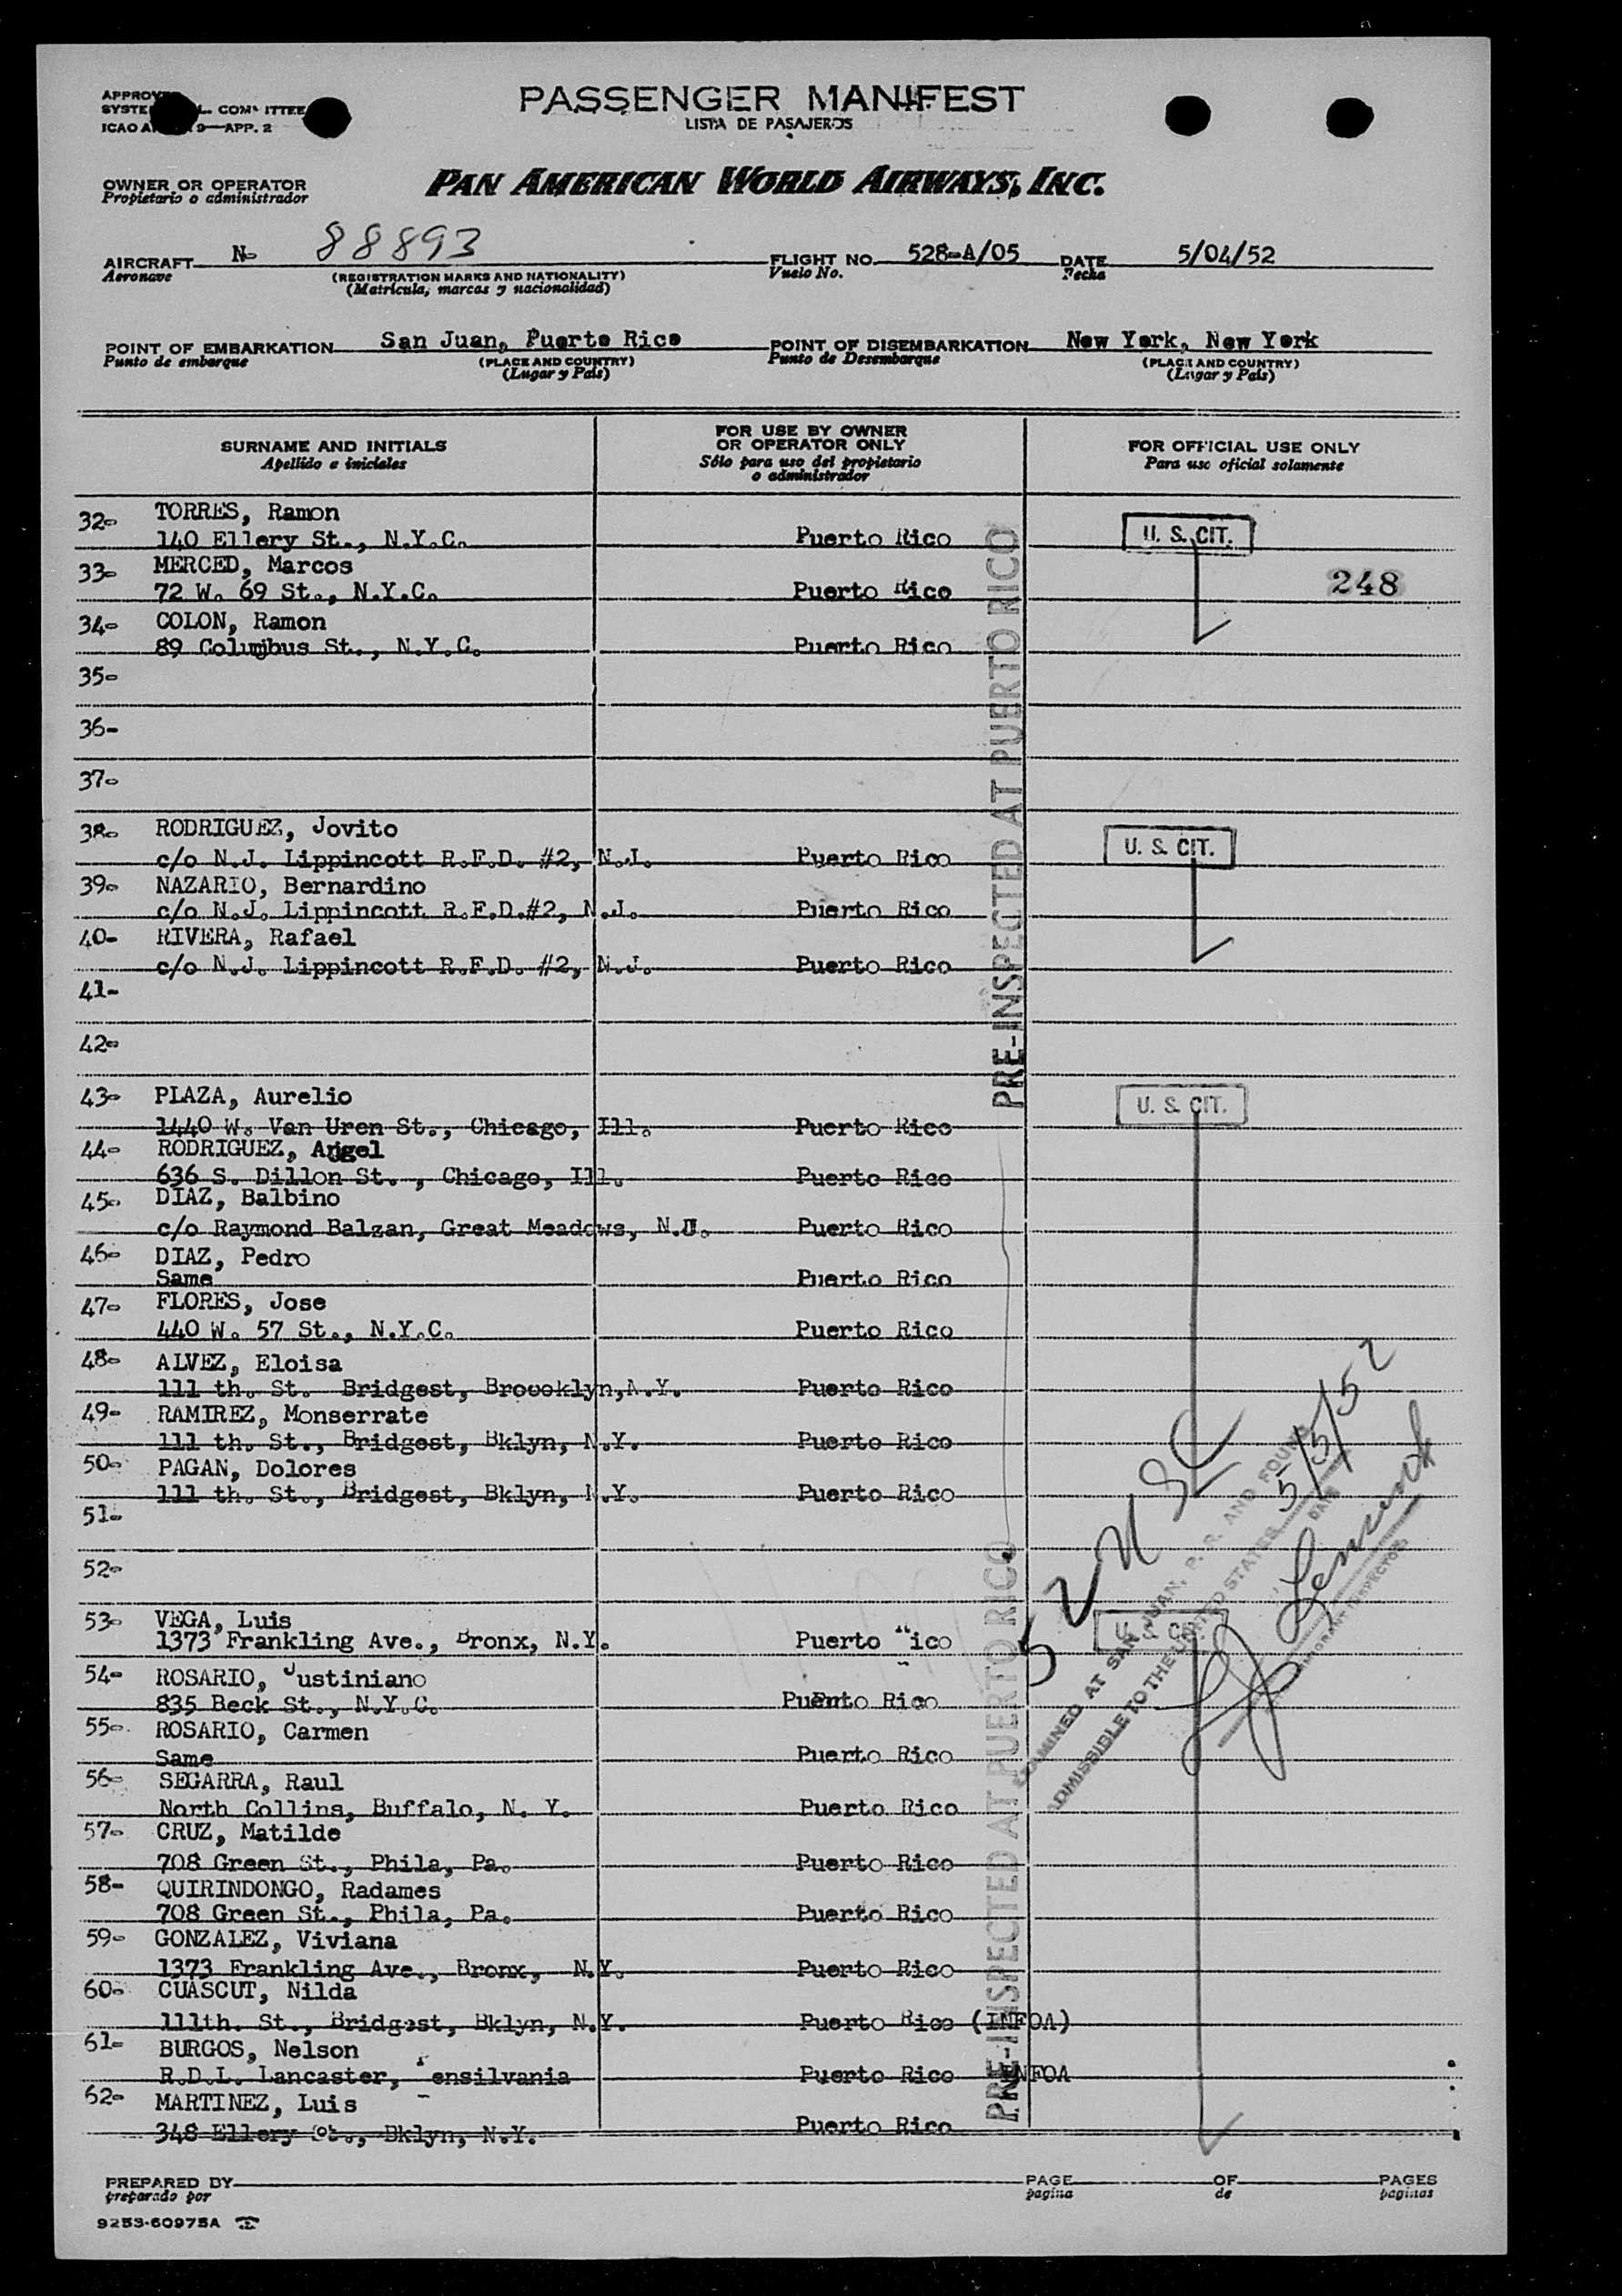 PASSENGER MANIFEST
LISTA DE PASAJEROS
ICAO 9—APP. 2
OWNER OR OPERATOR
Propietario o administrador
PAN AMERICAN WORLD AIRWAYS, INC.
AIRCRAFT No 88893 FLIGHT NO. 528-A/05 DATE 5/04/52
Aeronave (REGISTRATION MARKS AND NATIONALITY) Vuelo No. Fecha
(Matrícula, marcas y nacionalidad)
POINT OF EMBARKATION San Juan, Puerto Rico POINT OF DISEMBARKATION New York, New York
Punto de embarque (PLACE AND COUNTRY) Punto de Desembarque (PLACE AND COUNTRY)
(Lugar y País) (Lugar y País)
SURNAME AND INITIALS FOR USE BY OWNER OR OPERATOR ONLY FOR OFFICIAL USE ONLY
Apellido e iniciales Sólo para uso del propietario o administrador Para uso oficial solamente
32- TORRES, Ramon
140 Ellery St., N.Y.C. Puerto Rico U. S. CIT.
33- MERCED, Marcos
72 W. 69 St., N.Y.C. Puerto Rico 248
34- COLON, Ramon
89 Columbus St., N.Y.C. Puerto Rico
35-
36-
37-
38- RODRIGUEZ, Jovito
c/o N.J. Lippincott R.F.D. #2, N.J. Puerto Rico U. S. CIT.
39- NAZARIO, Bernardino
c/o N.J. Lippincott R.F.D.#2, N.J. Puerto Rico
40- RIVERA, Rafael
c/o N.J. Lippincott R.F.D. #2, N.J. Puerto Rico
41-
42-
PRE-INSPECTED AT PUERTO RICO
43- PLAZA, Aurelio
1440 W. Van Uren St., Chicago, Ill. Puerto Rico U. S. CIT.
44- RODRIGUEZ, Angel
636 S. Dillon St., Chicago, Ill. Puerto Rico
45- DIAZ, Balbino
c/o Raymond Balzan, Great Meadows, N.J. Puerto Rico
46- DIAZ, Pedro
Same Puerto Rico
47- FLORES, Jose
440 W. 57 St., N.Y.C. Puerto Rico
48- ALVEZ, Eloisa
111 th. St. Bridgest, Brooklyn, N.Y. Puerto Rico
49- RAMIREZ, Monserrate
111 th. St., Bridgest, Bklyn, N.Y. Puerto Rico
50- PAGAN, Dolores
111 th. St., Bridgest, Bklyn, N.Y. Puerto Rico
51-
52-
52 USC
EXAMINED AT SAN JUAN, P. R. AND FOUND
ADMISSIBLE TO THE UNITED STATES 5/5/52
DATE
IMMIGRANT INSPECTOR
53- VEGA, Luis
1373 Frankling Ave., Bronx, N.Y. Puerto Rico U. S. CIT.
54- ROSARIO, Justiniano
835 Beck St., N.Y.C. Puerto Rico
55- ROSARIO, Carmen
Same Puerto Rico
56- SEGARRA, Raul
North Collins, Buffalo, N. Y. Puerto Rico
57- CRUZ, Matilde
708 Green St., Phila, Pa. Puerto Rico
58- QUIRINDONGO, Radames
708 Green St., Phila, Pa. Puerto Rico
59- GONZALEZ, Viviana
1373 Frankling Ave., Bronx, N.Y. Puerto Rico
60- CUASCUT, Nilda
111th. St., Bridgest, Bklyn, N.Y. Puerto Rico (INFOA)
61- BURGOS, Nelson
R.D.L. Lancaster, Pensilvania Puerto Rico INFOA
62- MARTINEZ, Luis
348 Ellery St., Bklyn, N.Y. Puerto Rico
PRE-INSPECTED AT PUERTO RICO
PREPARED BY PAGE OF PAGES
preparado por pagina de paginas
9253-60975A